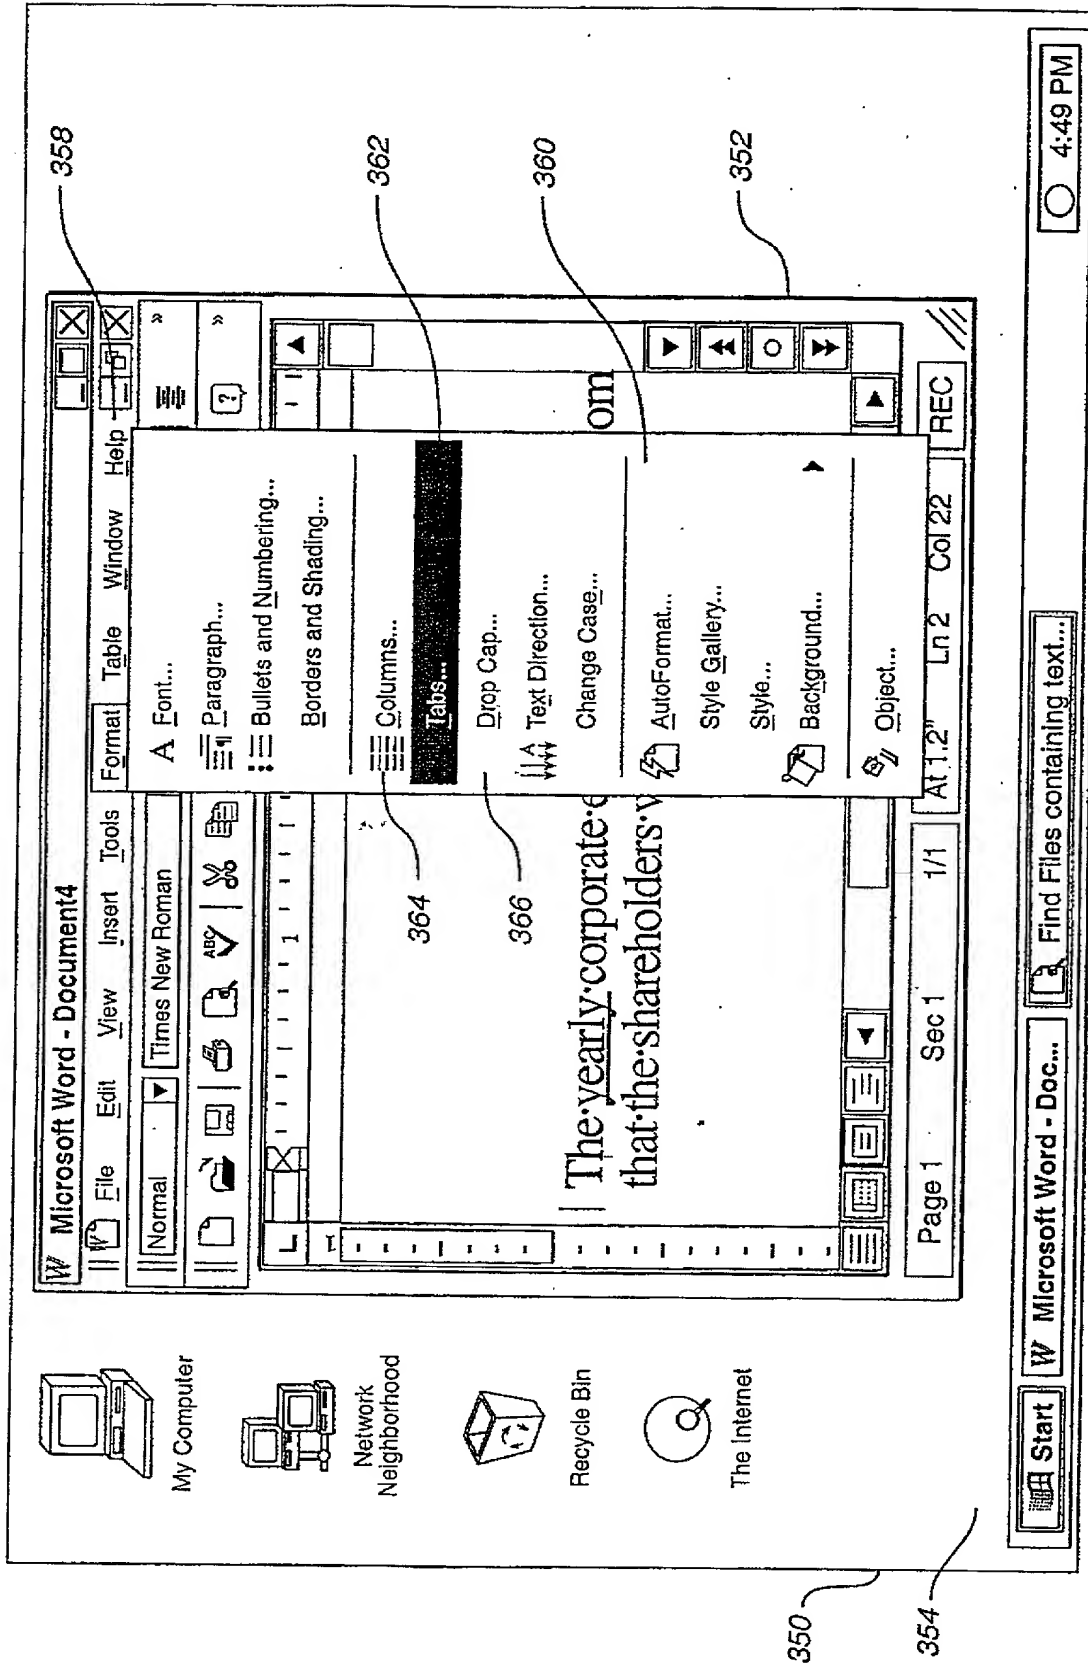 358
362
360
352
W Microsoft Word - Document4
W File Edit View Insert Tools Format Table Window Help
Normal Times New Roman »
ABC ? »
L 1
A Font...
Paragraph...
Bullets and Numbering...
Borders and Shading...
Columns...
Tabs...
Drop Cap...
Text Direction...
Change Case...
AutoFormat...
Style Gallery...
Style...
Background...
Object...
364
366
1
The·yearly·corporate·e
om
that·the·shareholders·v
Page 1 Sec 1 1/1 At 1.2" Ln 2 Col 22 REC
My Computer
Network
Neighborhood
Recycle Bin
The Internet
Start W Microsoft Word - Doc... Find Files containing text... 4:49 PM
350
354